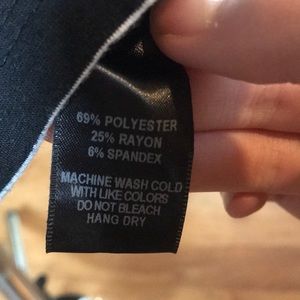 69% POLYESTER
25% RAYON
6% SPANDEX
MACHINE WASH COLD
WITH LIKE COLORS
DO NOT BLEACH
HANG DRY